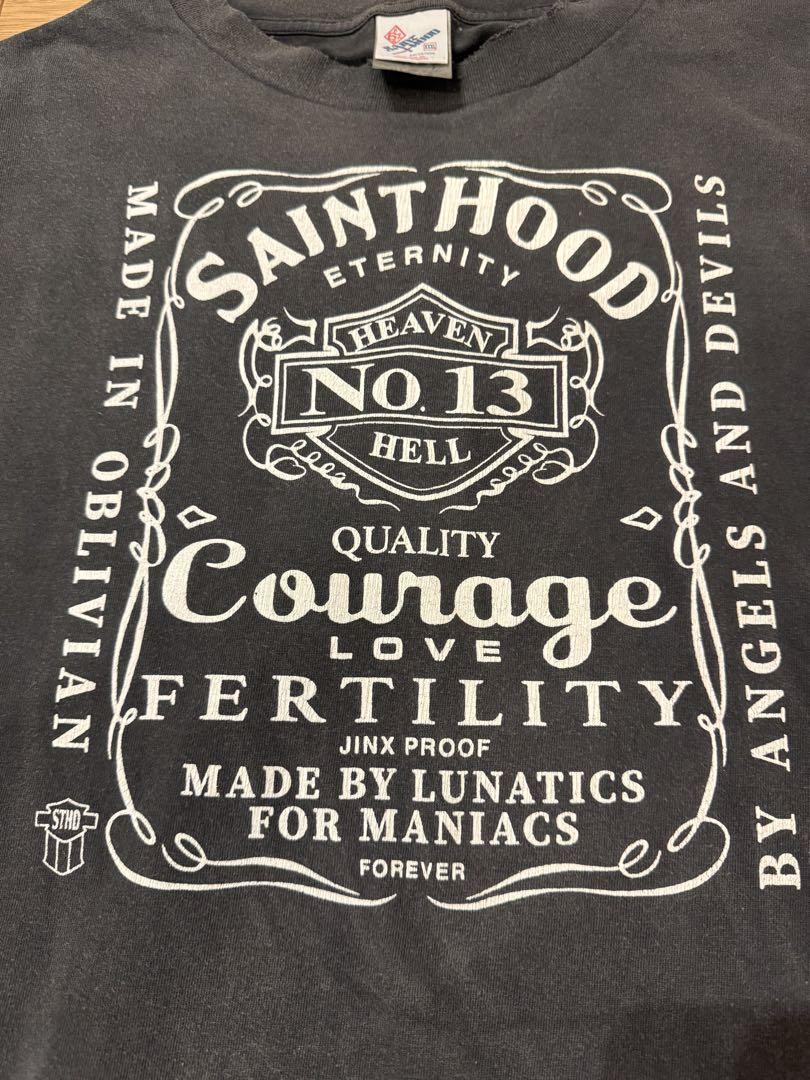 XXXL
SAINTHOOD
ETERNITY
HEAVEN
NO. 13
HELL
QUALITY
Courage
LOVE
FERTILITY
JINX PROOF
MADE BY LUNATICS
FOR MANIACS
FOREVER
MADE IN OBLIVIAN
BY ANGELS AND DEVILS
STHD